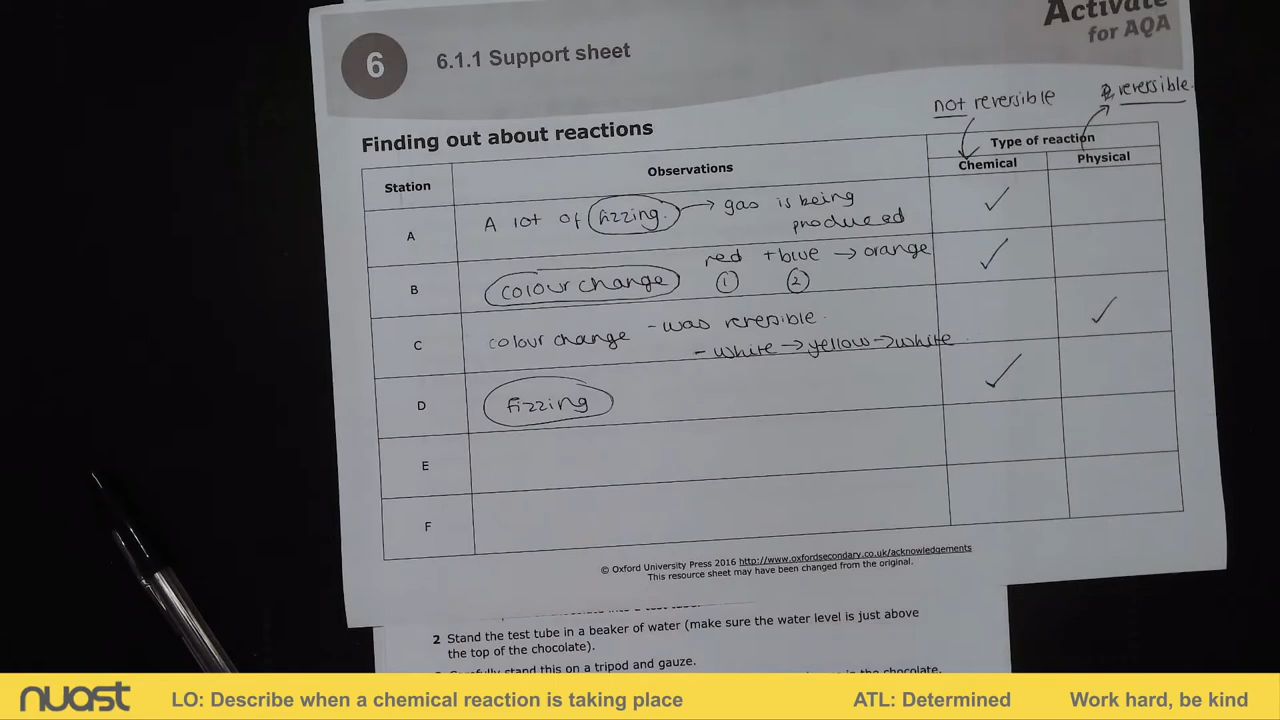 Activate
for AQA
6
6.1.1 Support sheet
not reversible
reversible
Finding out about reactions
Station
Observations
Type of reaction
Chemical
Physical
A
A lot of fizzing. → gas is being
produced
✓
B
colour change
red + blue → orange
① ②
✓
C
colour change - was reversible.
- white → yellow → white
✓
D
fizzing
✓
E
F
© Oxford University Press 2016 http://www.oxfordsecondary.co.uk/acknowledgements
This resource sheet may have been changed from the original.
2 Stand the test tube in a beaker of water (make sure the water level is just above
the top of the chocolate).
Carefully stand this on a tripod and gauze.
in the chocolate.
nuast
LO: Describe when a chemical reaction is taking place
ATL: Determined
Work hard, be kind